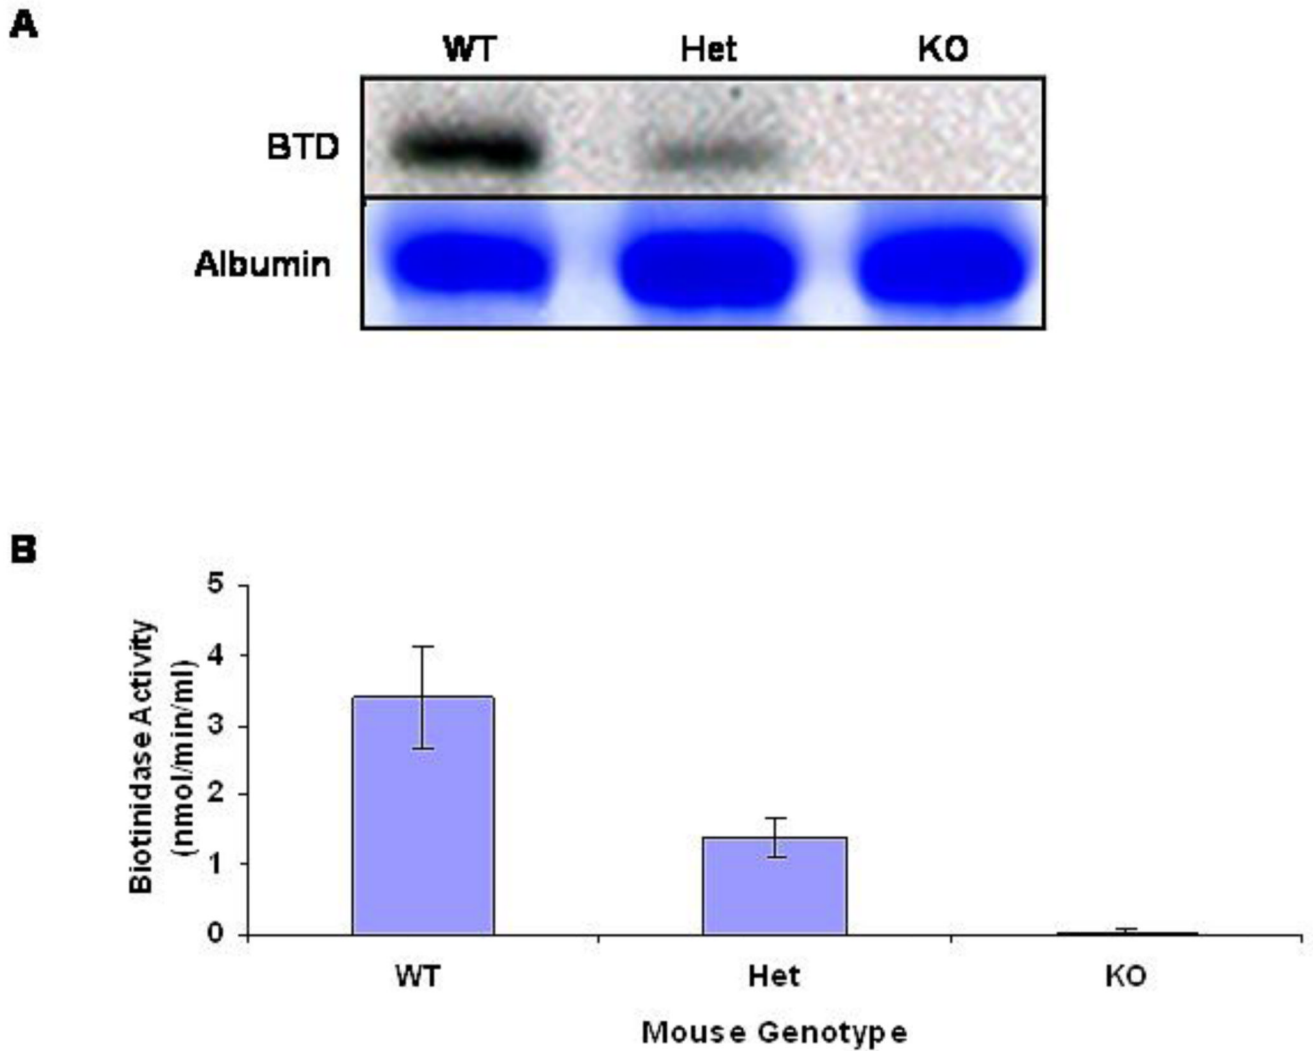 A
WT Het KO
BTD
Albumin
B
Biotinidase Activity
(nmol/min/ml)
5
4
3
2
1
0
WT Het KO
Mouse Genotype